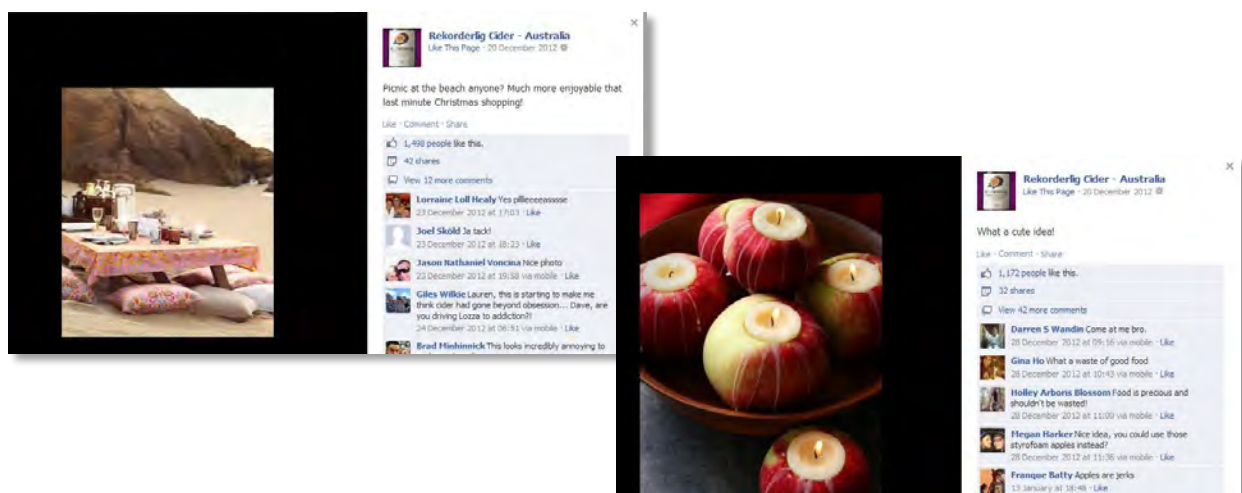 Rekorderlig Cider - Australia
Like This Page · 20 December 2012
Picnic at the beach anyone? Much more enjoyable that
last minute Christmas shopping!
Like · Comment · Share
1,498 people like this.
42 shares
View 12 more comments
Lorraine Loll Healy Yes pllieeeeasssse
23 December 2012 at 17:03 · Like
Joel Sköld Ja tack!
23 December 2012 at 18:23 · Like
Jason Nathaniel Voncina Nice photo
23 December 2012 at 19:58 via mobile · Like
Giles Wilkie Lauren, this is starting to make me
think cider had gone beyond obsession... Dave, are
you driving Lozza to addiction?!
24 December 2012 at 06:51 via mobile · Like
Brad Minhinnick This looks incredibly annoying to
Rekorderlig Cider - Australia
Like This Page · 20 December 2012
What a cute idea!
Like · Comment · Share
1,172 people like this.
32 shares
View 42 more comments
Darren S Wandin Come at me bro.
28 December 2012 at 09:16 via mobile · Like
Gina Ho What a waste of good food
28 December 2012 at 10:43 via mobile · Like
Holley Arboris Blossom Food is precious and
shouldn't be wasted!
28 December 2012 at 11:00 via mobile · Like
Megan Harker Nice idea, you could use those
styrofoam apples instead?
28 December 2012 at 11:36 via mobile · Like
Franque Batty Apples are jerks
13 January at 18:48 · Like